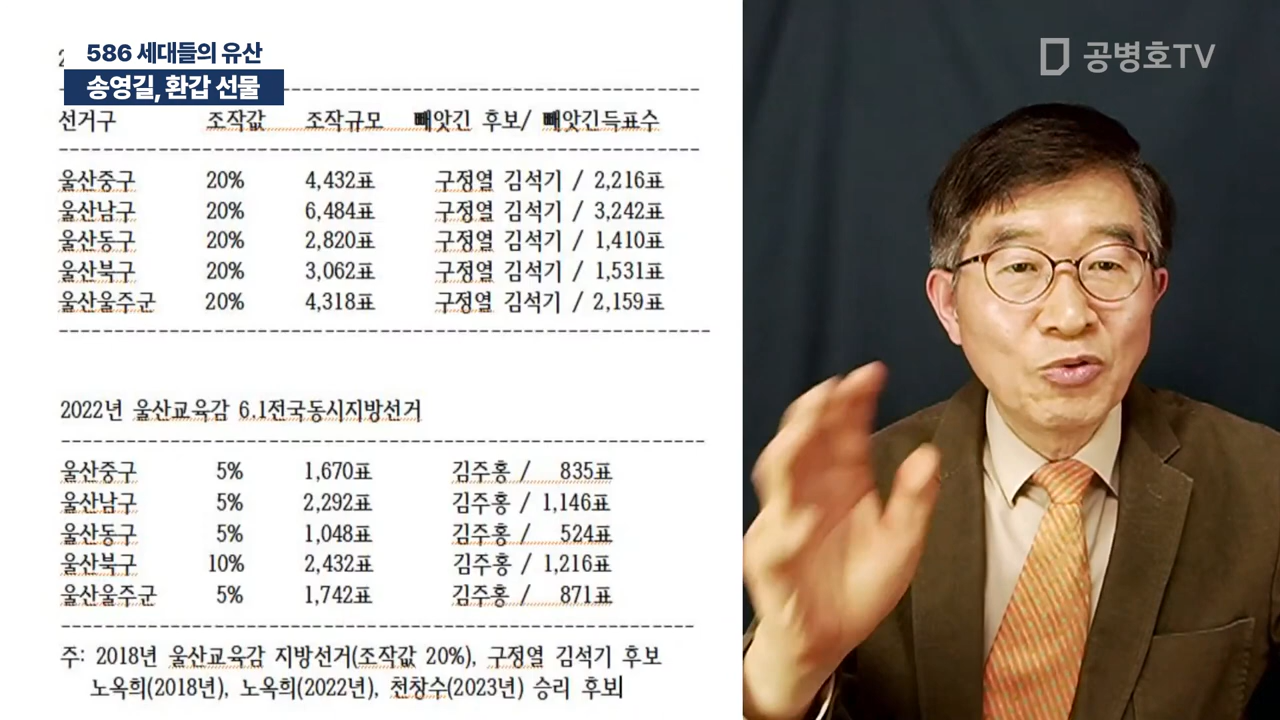 586 세대들의 유산
송영길, 환갑 선물
공병호TV
선거구 조작값 조작규모 빼앗긴 후보/ 빼앗긴득표수
울산중구 20% 4,432표 구정열 김석기 / 2,216표
울산남구 20% 6,484표 구정열 김석기 / 3,242표
울산동구 20% 2,820표 구정열 김석기 / 1,410표
울산북구 20% 3,062표 구정열 김석기 / 1,531표
울산울주군 20% 4,318표 구정열 김석기 / 2,159표
2022년 울산교육감 6.1전국동시지방선거
울산중구 5% 1,670표 김주홍 / 835표
울산남구 5% 2,292표 김주홍 / 1,146표
울산동구 5% 1,048표 김주홍 / 524표
울산북구 10% 2,432표 김주홍 / 1,216표
울산울주군 5% 1,742표 김주홍 / 871표
주: 2018년 울산교육감 지방선거(조작값 20%), 구정열 김석기 후보
노옥희(2018년), 노옥희(2022년), 천창수(2023년) 승리 후보